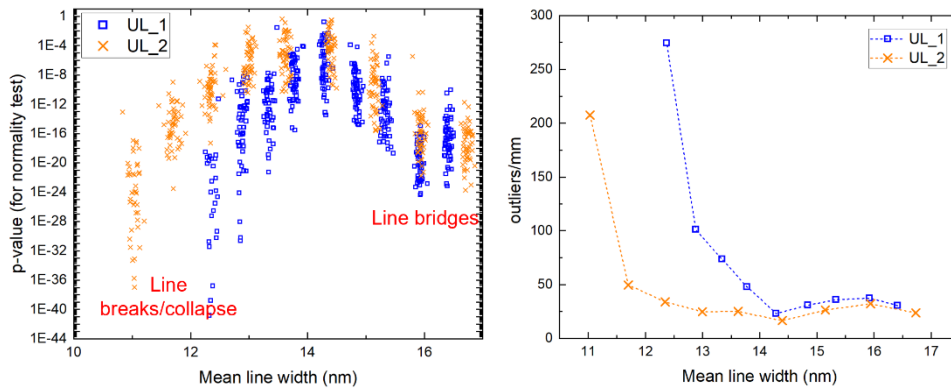 UL_1
UL_2
1
1E-4
1E-8
1E-12
1E-16
1E-20
1E-24
1E-28
1E-32
1E-36
1E-40
1E-44
p-value (for normality test)
Line bridges
Line
breaks/collapse
10 12 14 16
Mean line width (nm)
300
250
200
150
100
50
0
outliers/mm
UL_1
UL_2
11 12 13 14 15 16 17
Mean line width (nm)